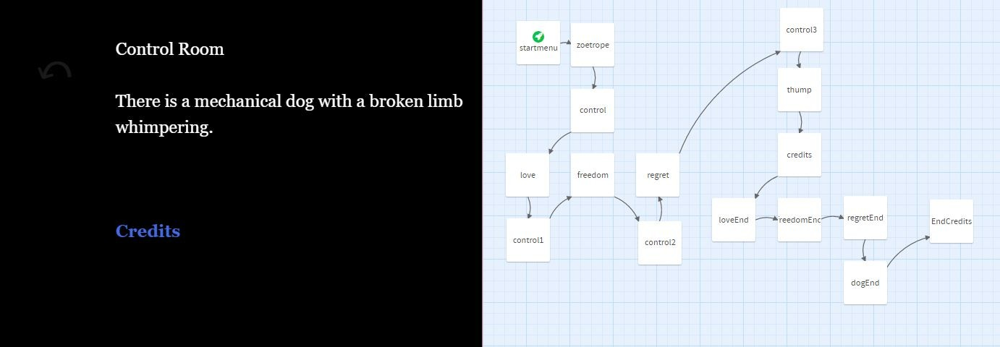 Control Room
There is a mechanical dog with a broken limb
whimpering.
Credits
startmenu
zoetrope
control
love
freedom
regret
control1
control2
control3
thump
credits
loveEnd
reedomEnd
regretEnd
EndCredits
dogEnd